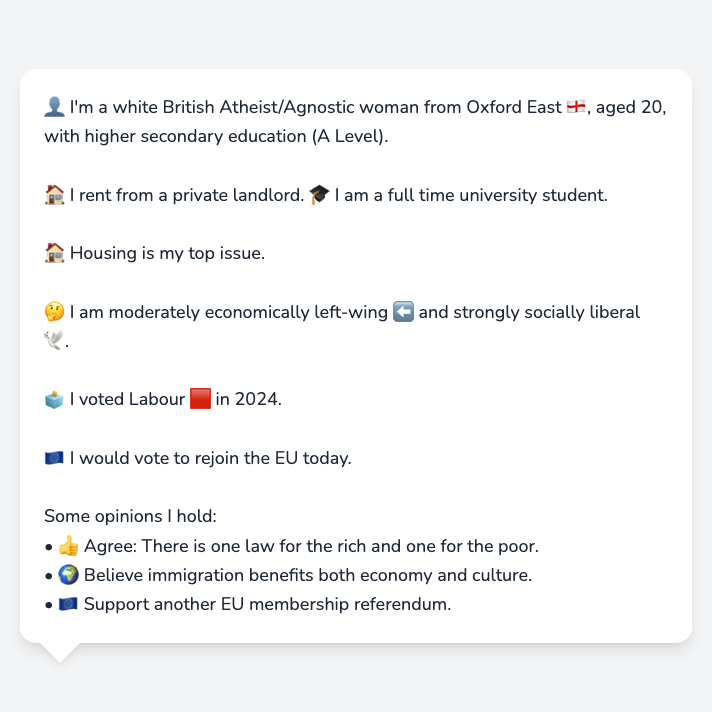 👤 I'm a white British Atheist/Agnostic woman from Oxford East 🏴󠁧󠁢󠁥󠁮󠁧󠁿, aged 20,
with higher secondary education (A Level).
🏠 I rent from a private landlord. 🎓 I am a full time university student.
🏠 Housing is my top issue.
🤔 I am moderately economically left-wing ⬅️ and strongly socially liberal
🕊️.
🗳️ I voted Labour 🟥 in 2024.
🇪🇺 I would vote to rejoin the EU today.
Some opinions I hold:
• 👍 Agree: There is one law for the rich and one for the poor.
• 🌍 Believe immigration benefits both economy and culture.
• 🇪🇺 Support another EU membership referendum.